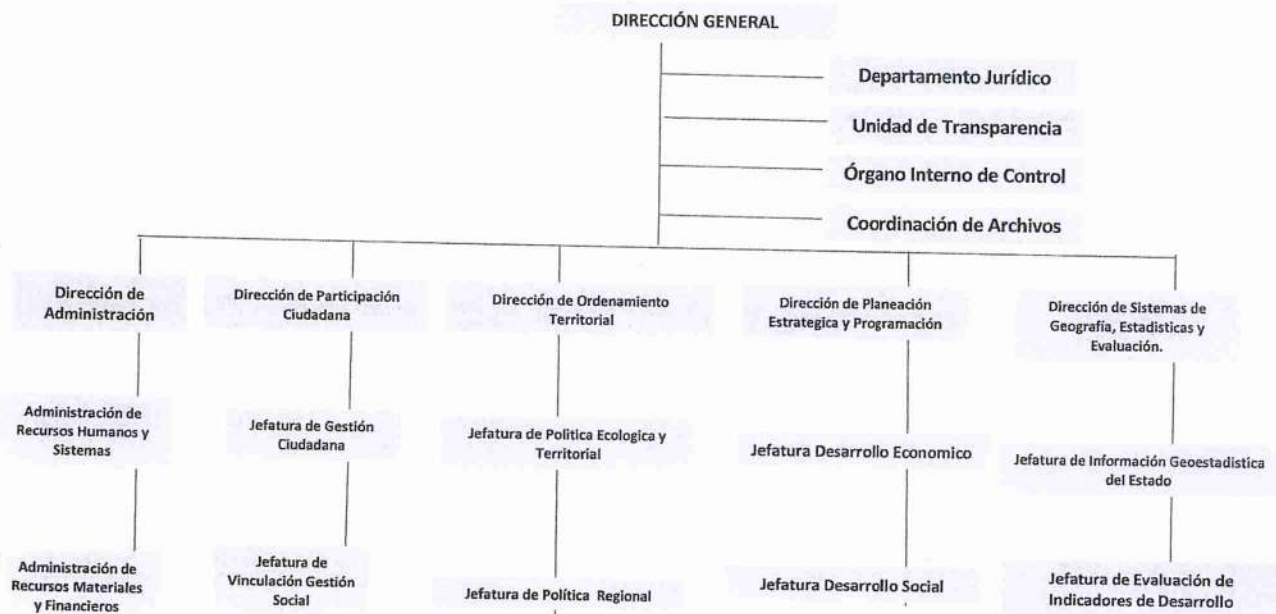 DIRECCIÓN GENERAL
Departamento Jurídico
Unidad de Transparencia
Órgano Interno de Control
Coordinación de Archivos
Dirección de
Administración
Dirección de Participación
Ciudadana
Dirección de Ordenamiento
Territorial
Dirección de Planeación
Estrategica y Programación
Dirección de Sistemas de
Geografía, Estadisticas y
Evaluación.
Administración de
Recursos Humanos y
Sistemas
Jefatura de Gestión
Ciudadana
Jefatura de Politica Ecologica y
Territorial
Jefatura Desarrollo Economico
Jefatura de Información Geoestadistica
del Estado
Administración de
Recursos Materiales
y Financieros
Jefatura de
Vinculación Gestión
Social
Jefatura de Política Regional
Jefatura Desarrollo Social
Jefatura de Evaluación de
Indicadores de Desarrollo